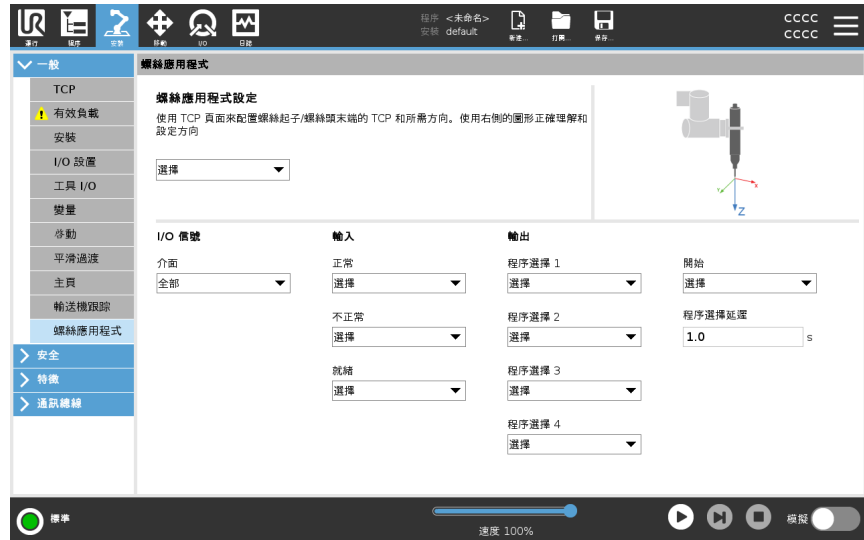 程序 <未命名>
安裝 default
cccc
cccc
運行
程序
安裝
移動
I/O
日誌
新建...
打開...
保存...
一般
TCP
有效負載
安裝
I/O 設置
工具 I/O
變量
啓動
平滑過渡
主頁
輸送機跟踪
螺絲應用程式
安全
特徵
通訊總線
螺絲應用程式
螺絲應用程式設定
使用 TCP 頁面來配置螺絲起子/螺絲頭末端的 TCP 和所需方向。使用右側的圖形正確理解和
設定方向
選擇
Y
X
Z
I/O 信號
輸入
輸出
介面
全部
正常
選擇
不正常
選擇
就緒
選擇
程序選擇 1
選擇
程序選擇 2
選擇
程序選擇 3
選擇
程序選擇 4
選擇
開始
選擇
程序選擇延遲
1.0
s
標準
速度 100%
模擬